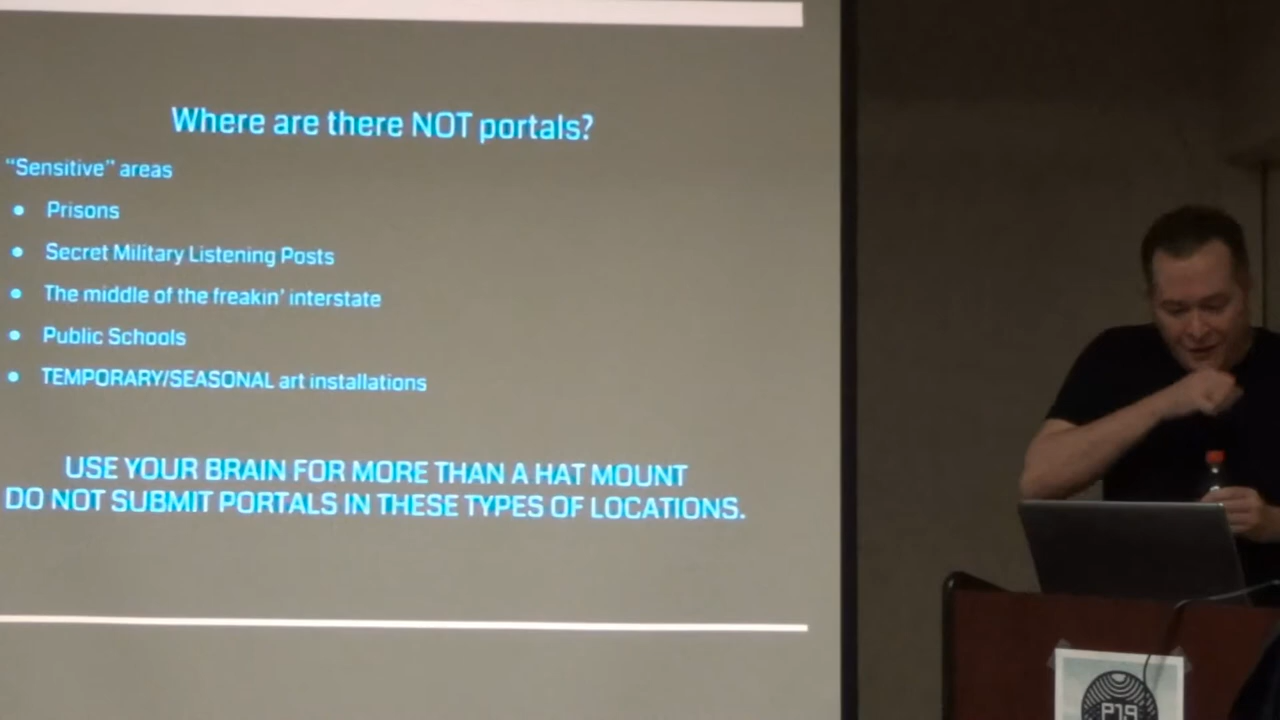 Where are there NOT portals?
“Sensitive” areas
• Prisons
• Secret Military Listening Posts
• The middle of the freakin’ interstate
• Public Schools
• TEMPORARY/SEASONAL art installations
USE YOUR BRAIN FOR MORE THAN A HAT MOUNT
DO NOT SUBMIT PORTALS IN THESE TYPES OF LOCATIONS.
P19